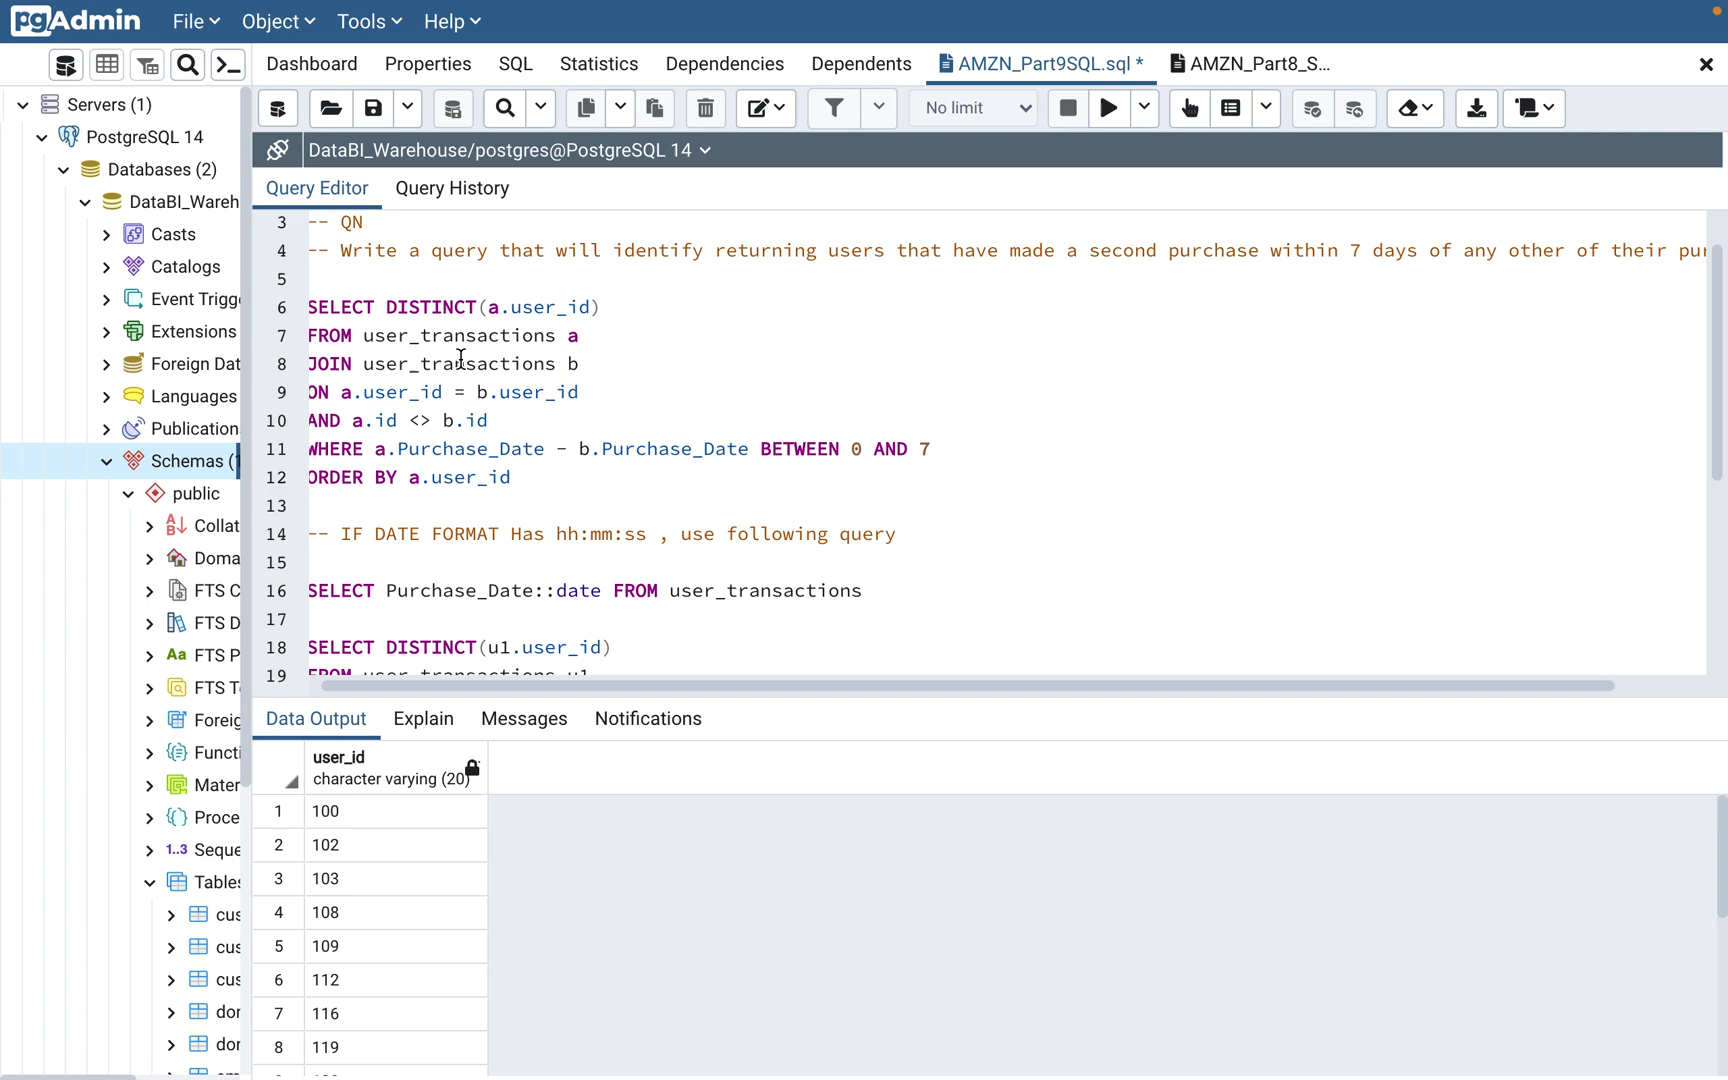 pgAdmin File Object Tools Help
Dashboard Properties SQL Statistics Dependencies Dependents AMZN_Part9SQL.sql * AMZN_Part8_S...
No limit
DataBI_Warehouse/postgres@PostgreSQL 14
Query Editor Query History
Servers (1)
PostgreSQL 14
Databases (2)
DataBI_Wareh
Casts
Catalogs
Event Trigg
Extensions
Foreign Dat
Languages
Publication
Schemas (1
public
Collat
Doma
FTS C
FTS D
FTS P
FTS T
Foreig
Functi
Mater
Proce
1..3 Seque
Tables
cus
cus
cus
dor
dor
3 -- QN
4 -- Write a query that will identify returning users that have made a second purchase within 7 days of any other of their pur
5
6 SELECT DISTINCT(a.user_id)
7 FROM user_transactions a
8 JOIN user_transactions b
9 ON a.user_id = b.user_id
10 AND a.id <> b.id
11 WHERE a.Purchase_Date - b.Purchase_Date BETWEEN 0 AND 7
12 ORDER BY a.user_id
13
14 -- IF DATE FORMAT Has hh:mm:ss , use following query
15
16 SELECT Purchase_Date::date FROM user_transactions
17
18 SELECT DISTINCT(u1.user_id)
19 FROM user_transactions u1
Data Output Explain Messages Notifications
user_id
character varying (20)
1 100
2 102
3 103
4 108
5 109
6 112
7 116
8 119